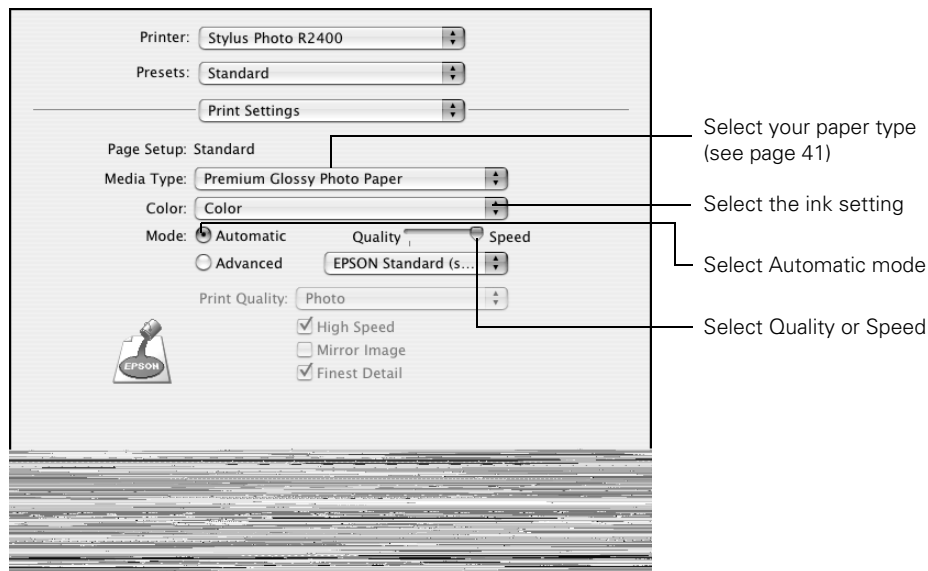 Printer: Stylus Photo R2400
Presets: Standard
Print Settings
Page Setup: Standard
Media Type: Premium Glossy Photo Paper
Color: Color
Mode: Automatic Quality Speed
Advanced EPSON Standard (s...
Print Quality: Photo
High Speed
Mirror Image
Finest Detail
EPSON
Select your paper type
(see page 41)
Select the ink setting
Select Automatic mode
Select Quality or Speed